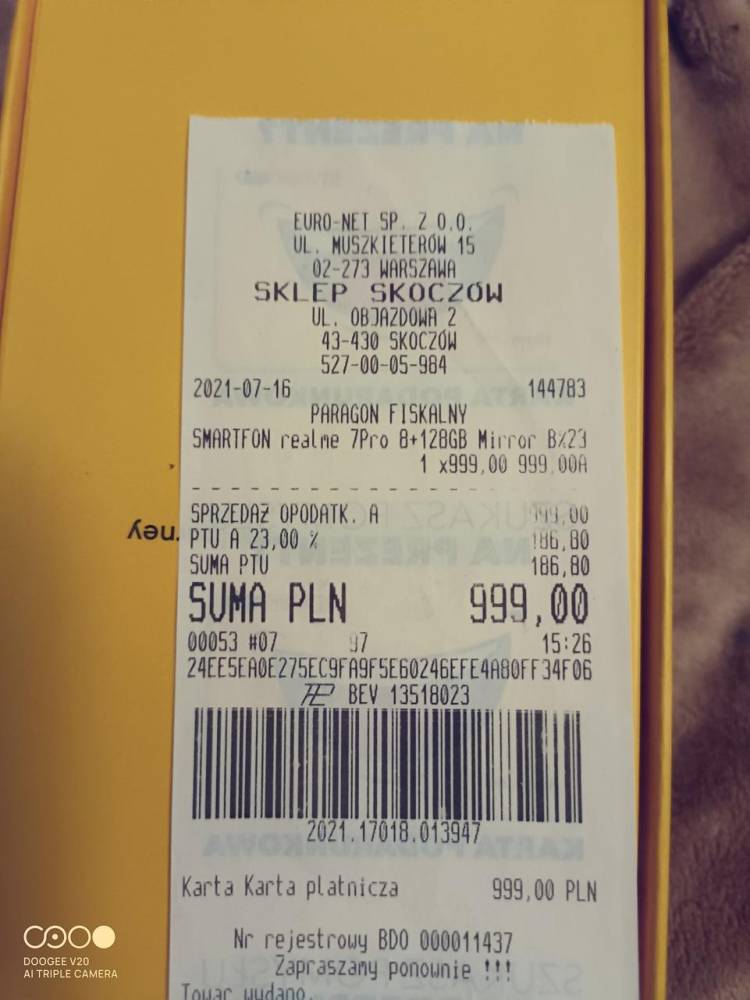 EURO-NET SP. Z O.O.
UL. MUSZKIETERÓW 15
02-273 WARSZAWA
SKLEP SKOCZÓW
UL. OBJAZDOWA 2
43-430 SKOCZÓW
527-00-05-984
2021-07-16 144783
PARAGON FISKALNY
SMARTFON realme 7Pro 8+128GB Mirror B%23
1 x999,00 999,00A
SPRZEDAŻ OPODATK. A 999,00
PTU A 23,00 % 186,80
SUMA PTU 186,80
SUMA PLN 999,00
00053 #07 97 15:26
24EE5EA0E275EC9FA9F5E60246EFE4A80FF34F06
BEV 13518023
2021.17018.013947
Karta Karta płatnicza 999,00 PLN
Nr rejestrowy BDO 000011437
Zapraszamy ponownie !!!
Towar wydano.
DOOGEE V20
AI TRIPLE CAMERA